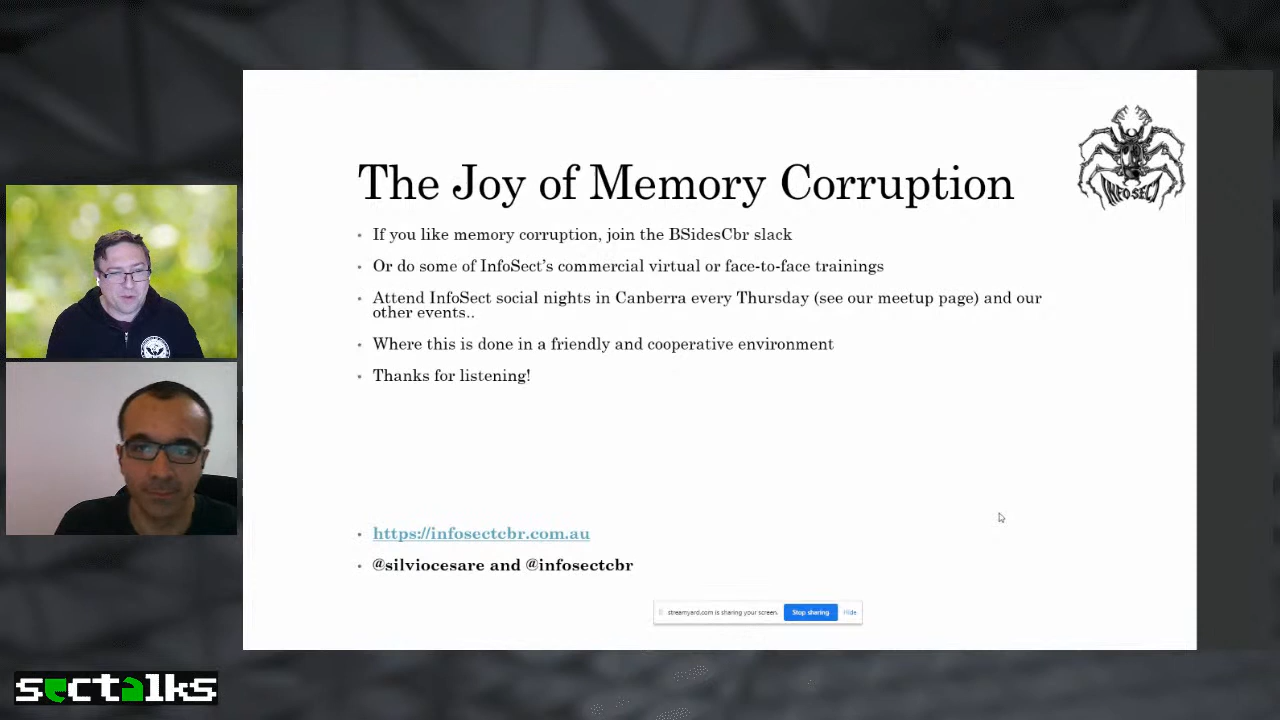 The Joy of Memory Corruption
INFOSECT
If you like memory corruption, join the BSidesCbr slack
Or do some of InfoSect's commercial virtual or face-to-face trainings
Attend InfoSect social nights in Canberra every Thursday (see our meetup page) and our
other events..
Where this is done in a friendly and cooperative environment
Thanks for listening!
https://infosectcbr.com.au
@silviocesare and @infosectcbr
streamyard.com is sharing your screen. Stop sharing Hide
sectalks